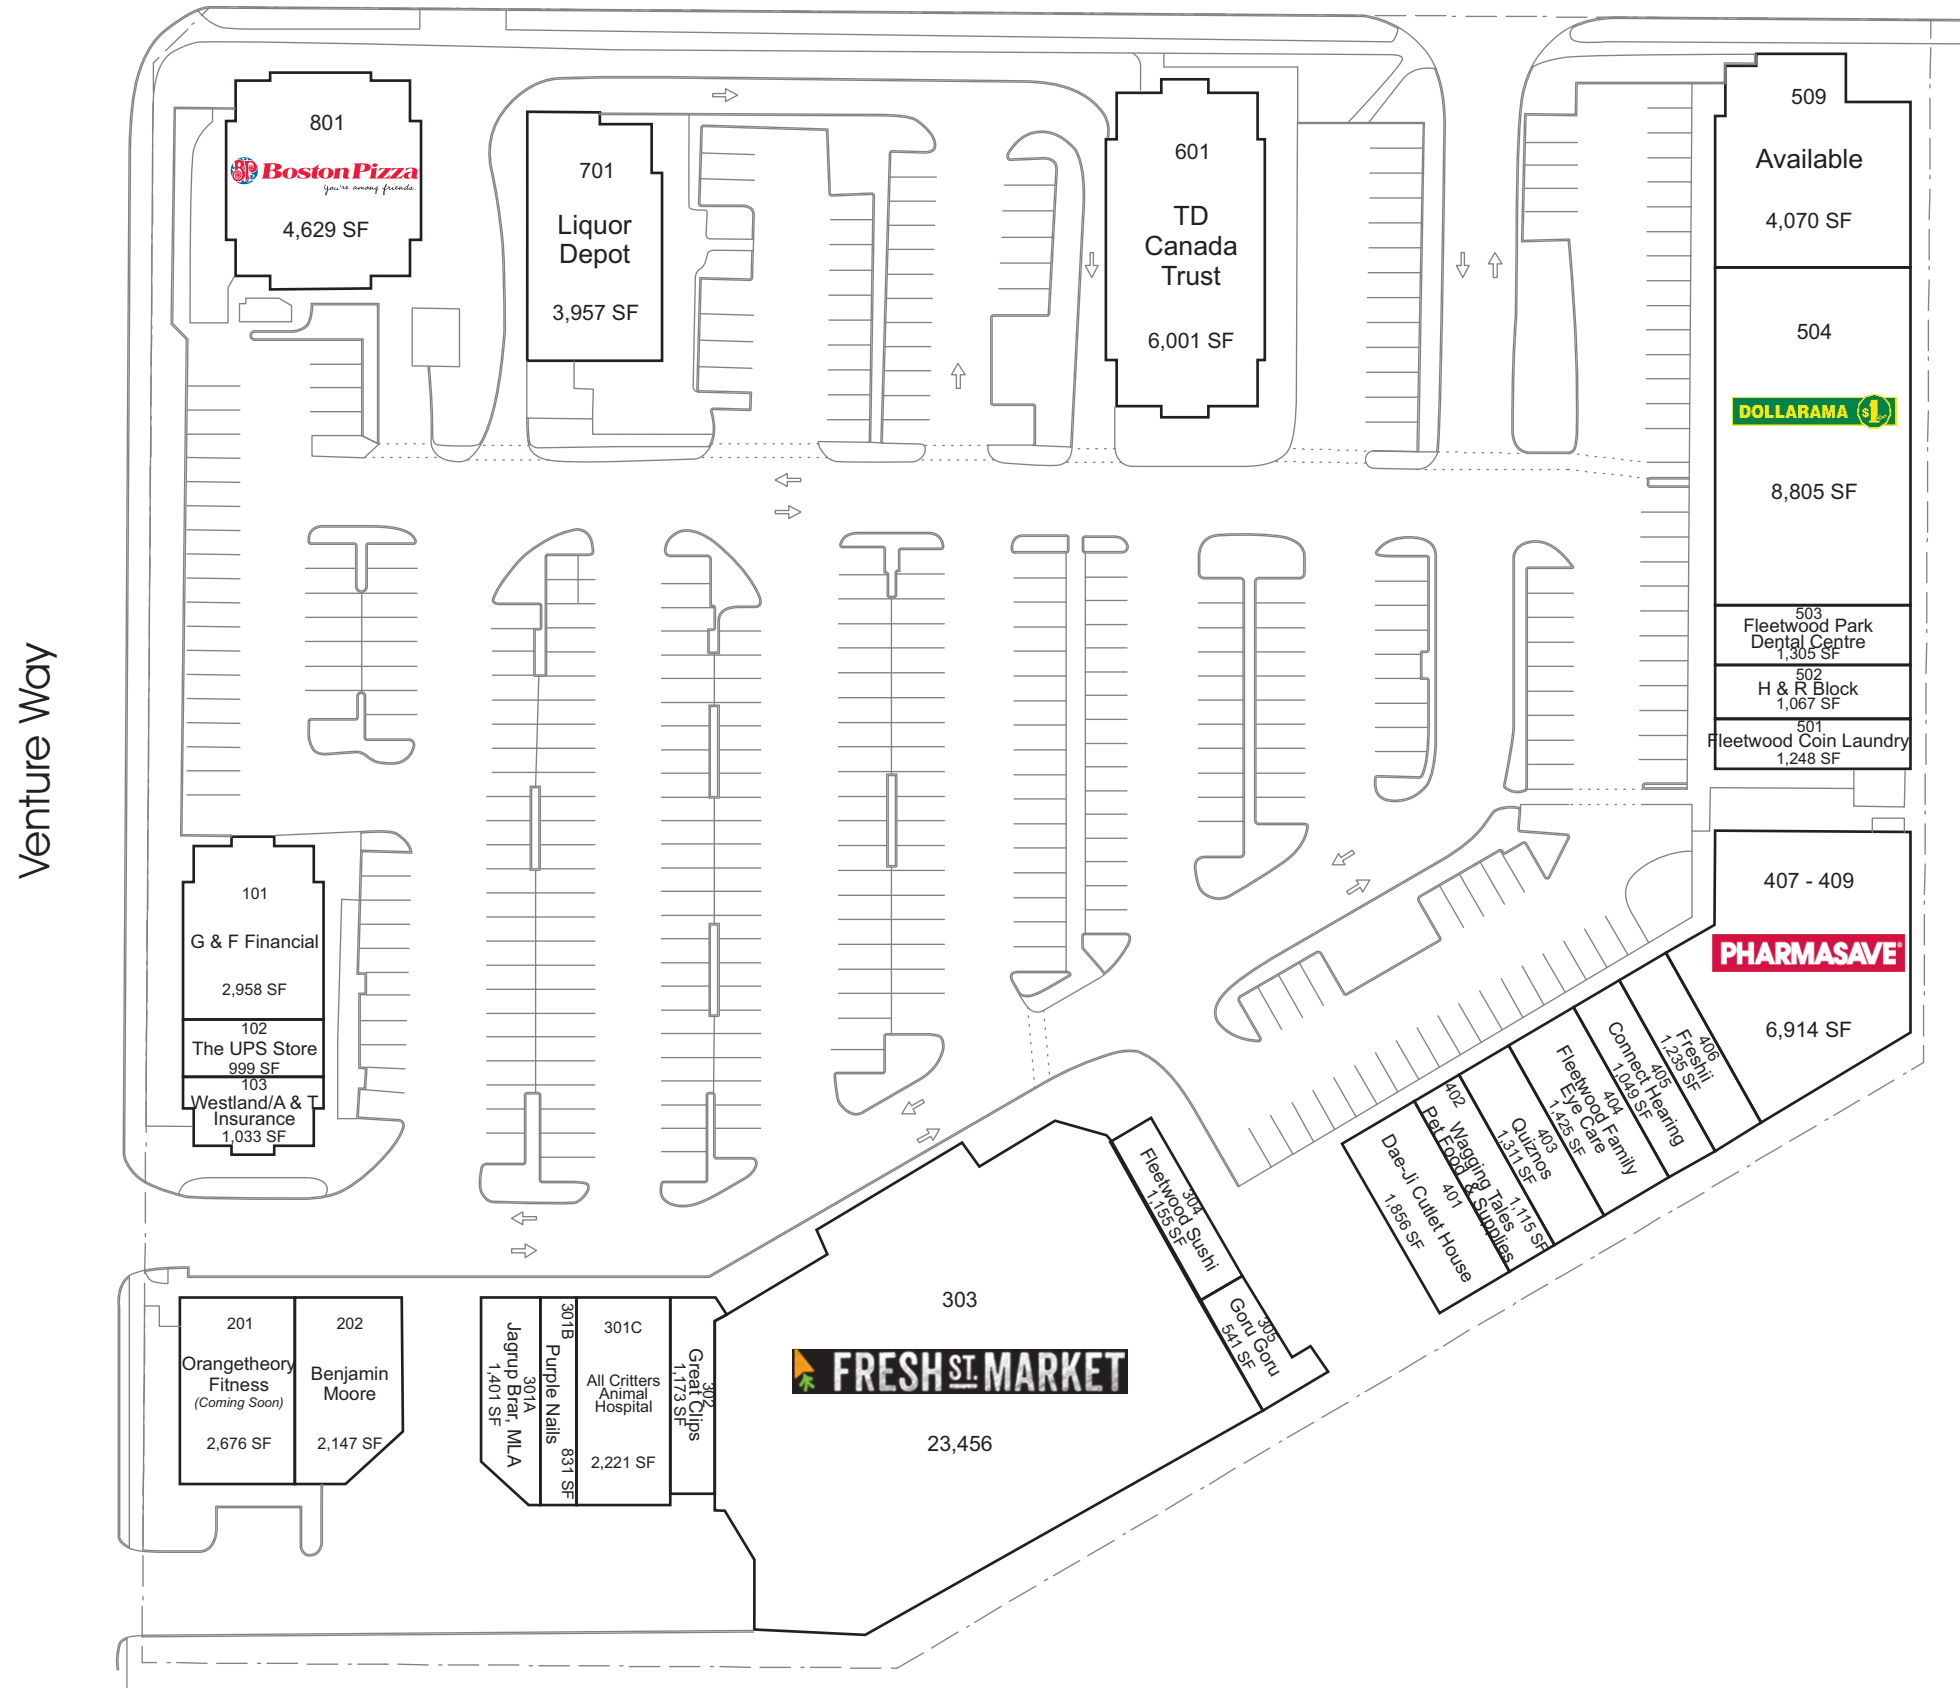 801
BP Boston Pizza
you're among friends.
4,629 SF
701
Liquor
Depot
3,957 SF
601
TD
Canada
Trust
6,001 SF
509
Available
4,070 SF
504
DOLLARAMA $1
8,805 SF
503
Fleetwood Park
Dental Centre
1,305 SF
502
H & R Block
1,067 SF
501
Fleetwood Coin Laundry
1,248 SF
Venture Way
101
G & F Financial
2,958 SF
102
The UPS Store
999 SF
103
Westland/A & T
Insurance
1,033 SF
407 - 409
PHARMASAVE®
6,914 SF
406
Freshii
1,235 SF
405
Connect Hearing
1,049 SF
404
Fleetwood Family
Eye Care
1,425 SF
403
Quiznos
1,311 SF
402
Wagging Tales
Pet Food & Supplies
1,115 SF
401
Dae-Ji Cutlet House
1,856 SF
304
Fleetwood Sushi
1,155 SF
305
Goru Goru
541 SF
303
FRESH ST. MARKET
23,456
201
Orangetheory
Fitness
(Coming Soon)
2,676 SF
202
Benjamin
Moore
2,147 SF
301A
Jagrup Brar, MLA
1,401 SF
301B
Purple Nails
831 SF
301C
All Critters
Animal
Hospital
2,221 SF
302
Great Clips
1,173 SF